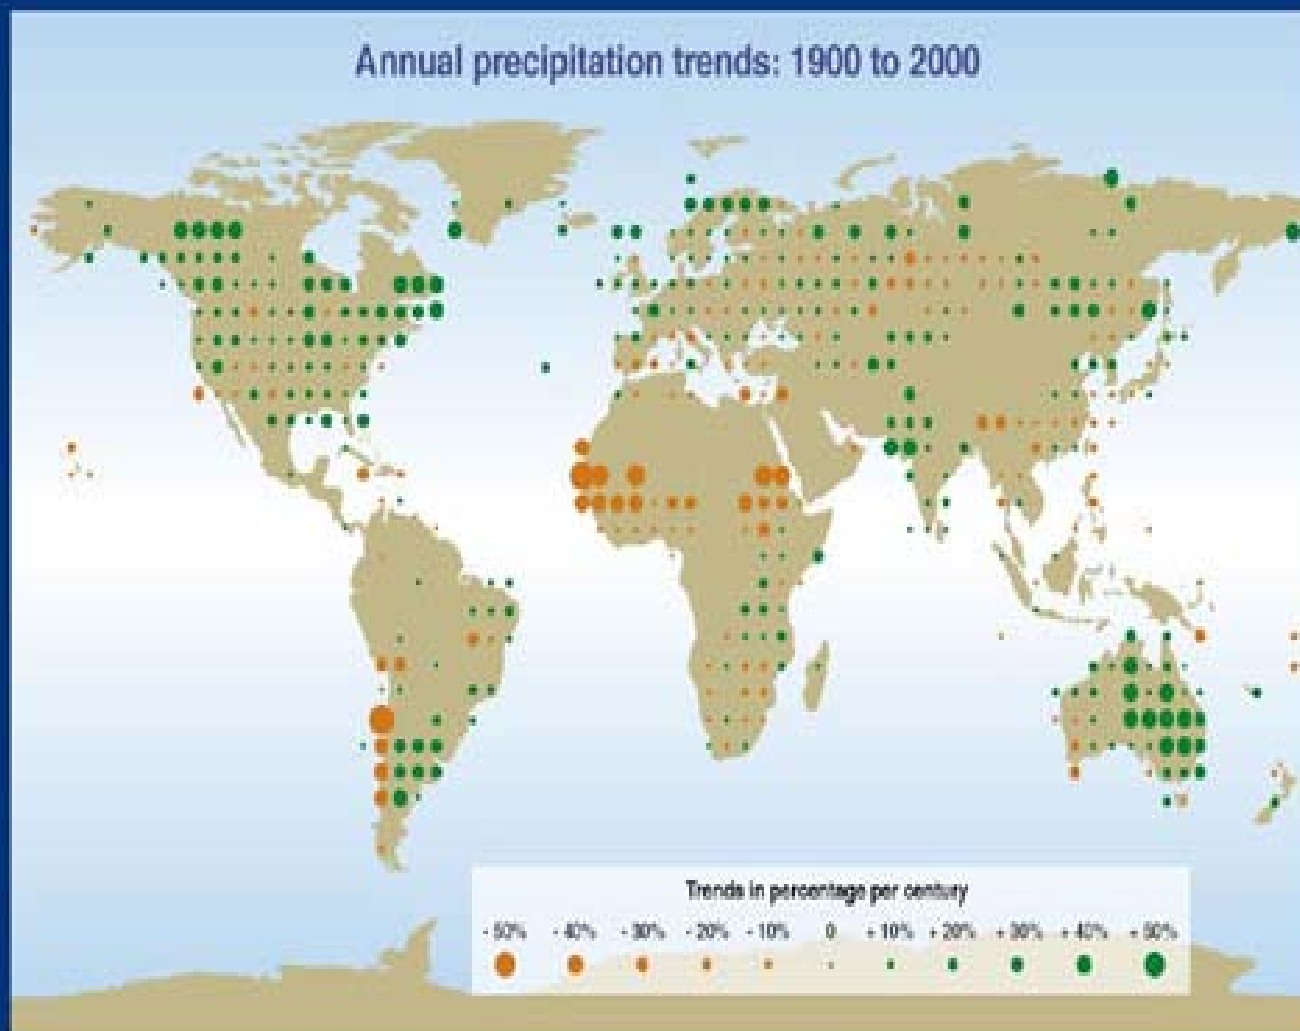 Annual precipitation trends: 1900 to 2000
Trends in percentage per century
- 50% - 40% - 30% - 20% - 10% 0 + 10% + 20% + 30% + 40% + 50%